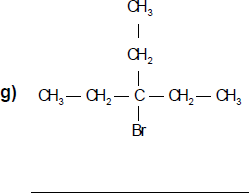 CH₃
|
CH₂
|
g) CH₃ — CH₂ — C — CH₂ — CH₃
|
Br